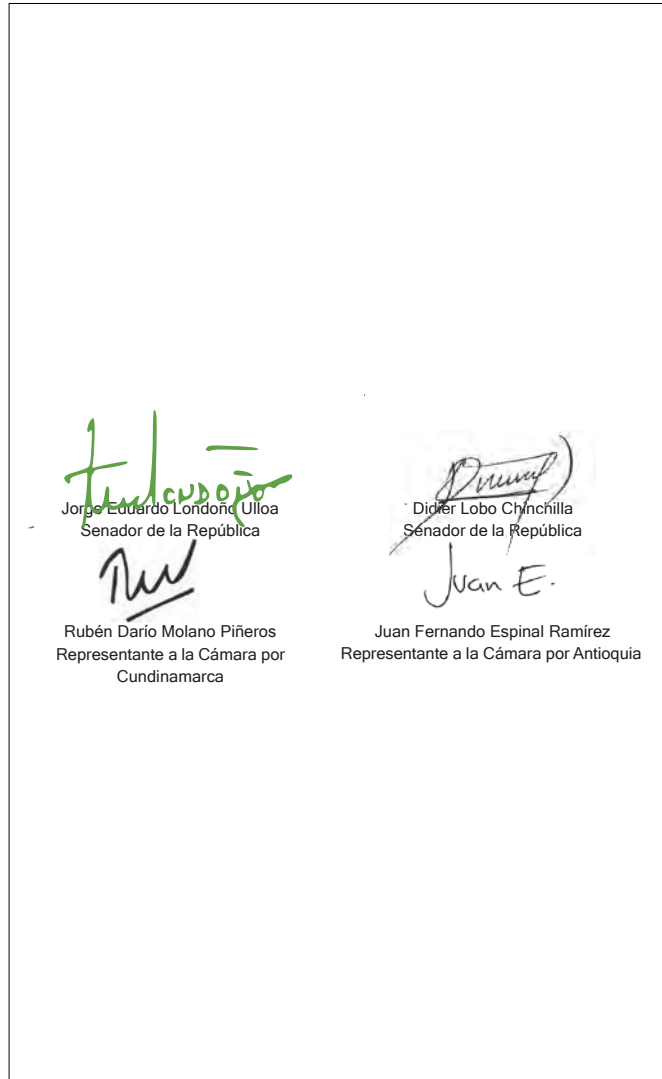 Jorge Eduardo Londoño Ulloa
Senador de la República
Didier Lobo Chinchilla
Senador de la República
Juan E.
Rubén Darío Molano Piñeros
Representante a la Cámara por
Cundinamarca
Juan Fernando Espinal Ramírez
Representante a la Cámara por Antioquia